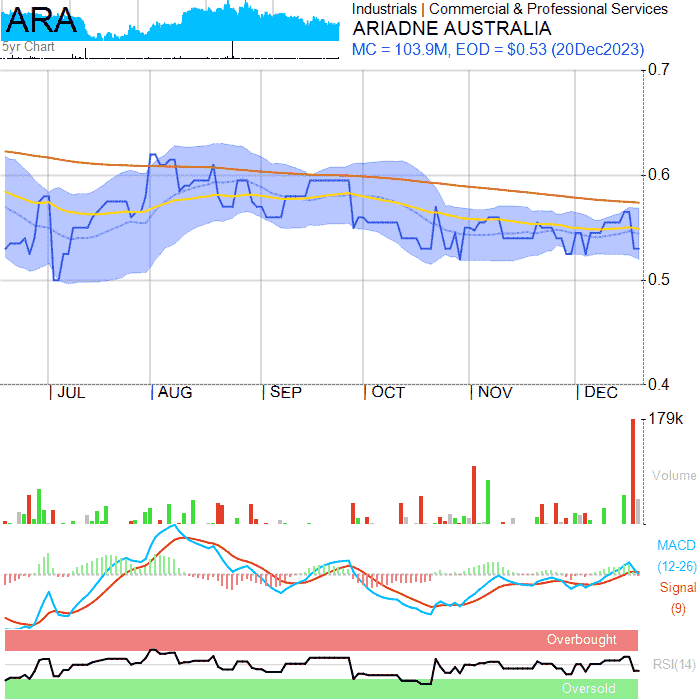 ARA
5yr Chart
Industrials | Commercial & Professional Services
ARIADNE AUSTRALIA
MC = 103.9M, EOD = $0.53 (20Dec2023)
0.7
0.6
0.5
0.4
JUL AUG SEP OCT NOV DEC
179k
Volume
MACD
(12-26)
Signal
(9)
Overbought
RSI(14)
Oversold